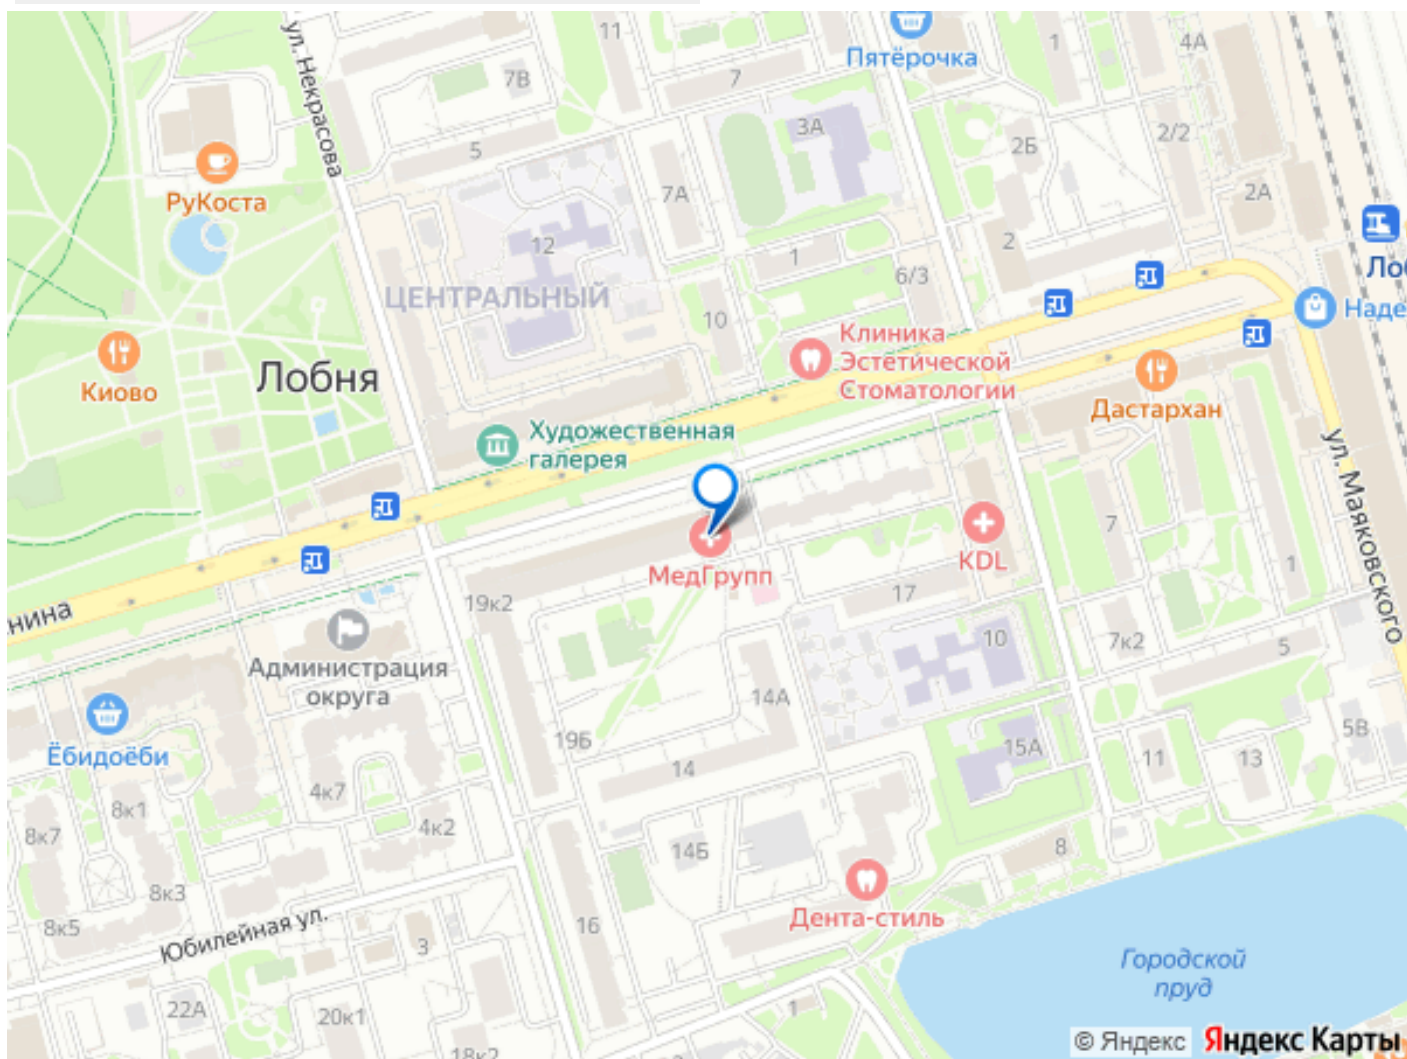 11
1
4А
Пятёрочка
ул. Некрасова
7В
7
3А
2/2
2Б
5
7А
2А
РуКоста
12
1
2
6/3
ЦЕНТРАЛЬНЫЙ
10
Наде
Клиника
Эстетической
Стоматологии
Киово
Лобня
Дастархан
Художественная
галерея
ул. Маяковского
7
KDL
МедГрупп
1
17
19к2
нина
10
7к2
5
Администрация
округа
14А
5В
Ёбидоёби
19Б
15А
11
13
14
4к7
8к1
4к2
8к7
14Б
8
8к3
Дента-стиль
16
8к5
Юбилейная ул.
3
Городской
пруд
22А
20к1
1
18к2
© Яндекс Яндекс Карты